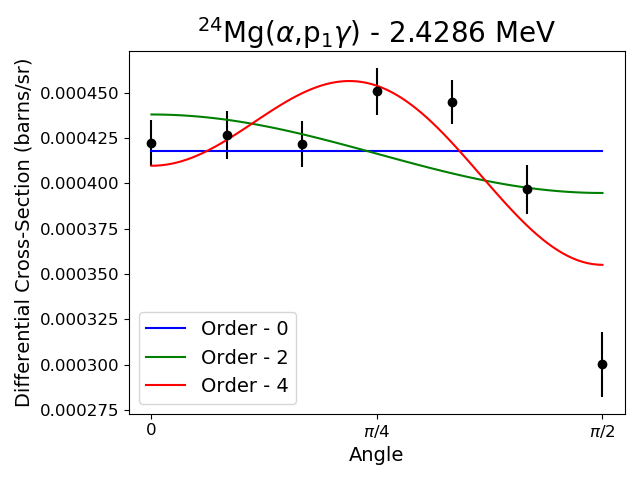 ²⁴Mg(α,p₁γ) - 2.4286 MeV
Differential Cross-Section (barns/sr)
0.000450
0.000425
0.000400
0.000375
0.000350
0.000325
0.000300
0.000275
Order - 0
Order - 2
Order - 4
0
π/4
π/2
Angle